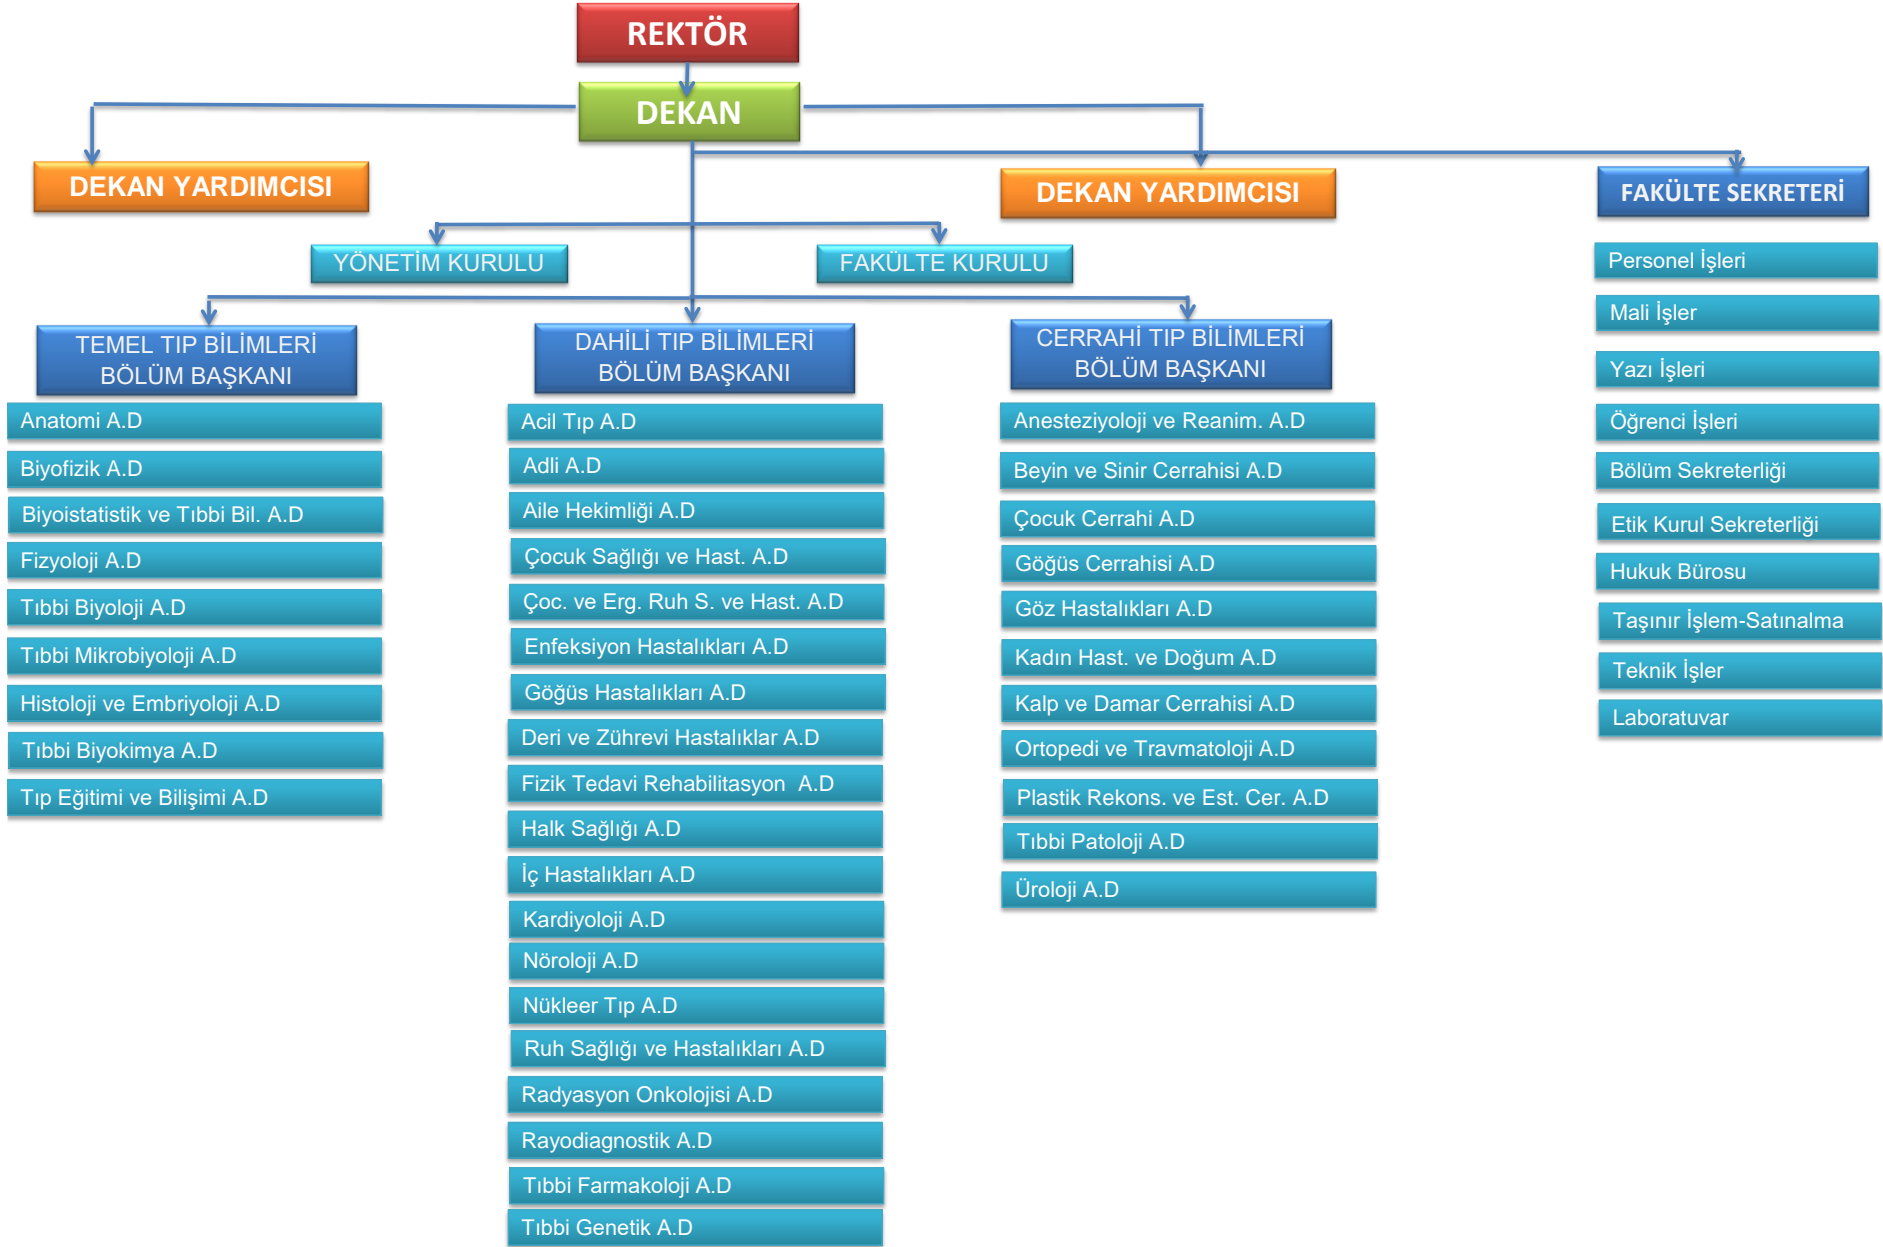 REKTÖR
DEKAN
DEKAN YARDIMCISI
DEKAN YARDIMCISI
FAKÜLTE SEKRETERİ
YÖNETİM KURULU
FAKÜLTE KURULU
TEMEL TIP BİLİMLERİ
BÖLÜM BAŞKANI
Anatomi A.D
Biyofizik A.D
Biyoistatistik ve Tıbbi Bil. A.D
Fizyoloji A.D
Tıbbi Biyoloji A.D
Tıbbi Mikrobiyoloji A.D
Histoloji ve Embriyoloji A.D
Tıbbi Biyokimya A.D
Tıp Eğitimi ve Bilişimi A.D
DAHİLİ TIP BİLİMLERİ
BÖLÜM BAŞKANI
Acil Tıp A.D
Adli A.D
Aile Hekimliği A.D
Çocuk Sağlığı ve Hast. A.D
Çoc. ve Erg. Ruh S. ve Hast. A.D
Enfeksiyon Hastalıkları A.D
Göğüs Hastalıkları A.D
Deri ve Zührevi Hastalıklar A.D
Fizik Tedavi Rehabilitasyon A.D
Halk Sağlığı A.D
İç Hastalıkları A.D
Kardiyoloji A.D
Nöroloji A.D
Nükleer Tıp A.D
Ruh Sağlığı ve Hastalıkları A.D
Radyasyon Onkolojisi A.D
Rayodiagnostik A.D
Tıbbi Farmakoloji A.D
Tıbbi Genetik A.D
CERRAHİ TIP BİLİMLERİ
BÖLÜM BAŞKANI
Anesteziyoloji ve Reanim. A.D
Beyin ve Sinir Cerrahisi A.D
Çocuk Cerrahi A.D
Göğüs Cerrahisi A.D
Göz Hastalıkları A.D
Kadın Hast. ve Doğum A.D
Kalp ve Damar Cerrahisi A.D
Ortopedi ve Travmatoloji A.D
Plastik Rekons. ve Est. Cer. A.D
Tıbbi Patoloji A.D
Üroloji A.D
Personel İşleri
Mali İşler
Yazı İşleri
Öğrenci İşleri
Bölüm Sekreterliği
Etik Kurul Sekreterliği
Hukuk Bürosu
Taşınır İşlem-Satınalma
Teknik İşler
Laboratuvar